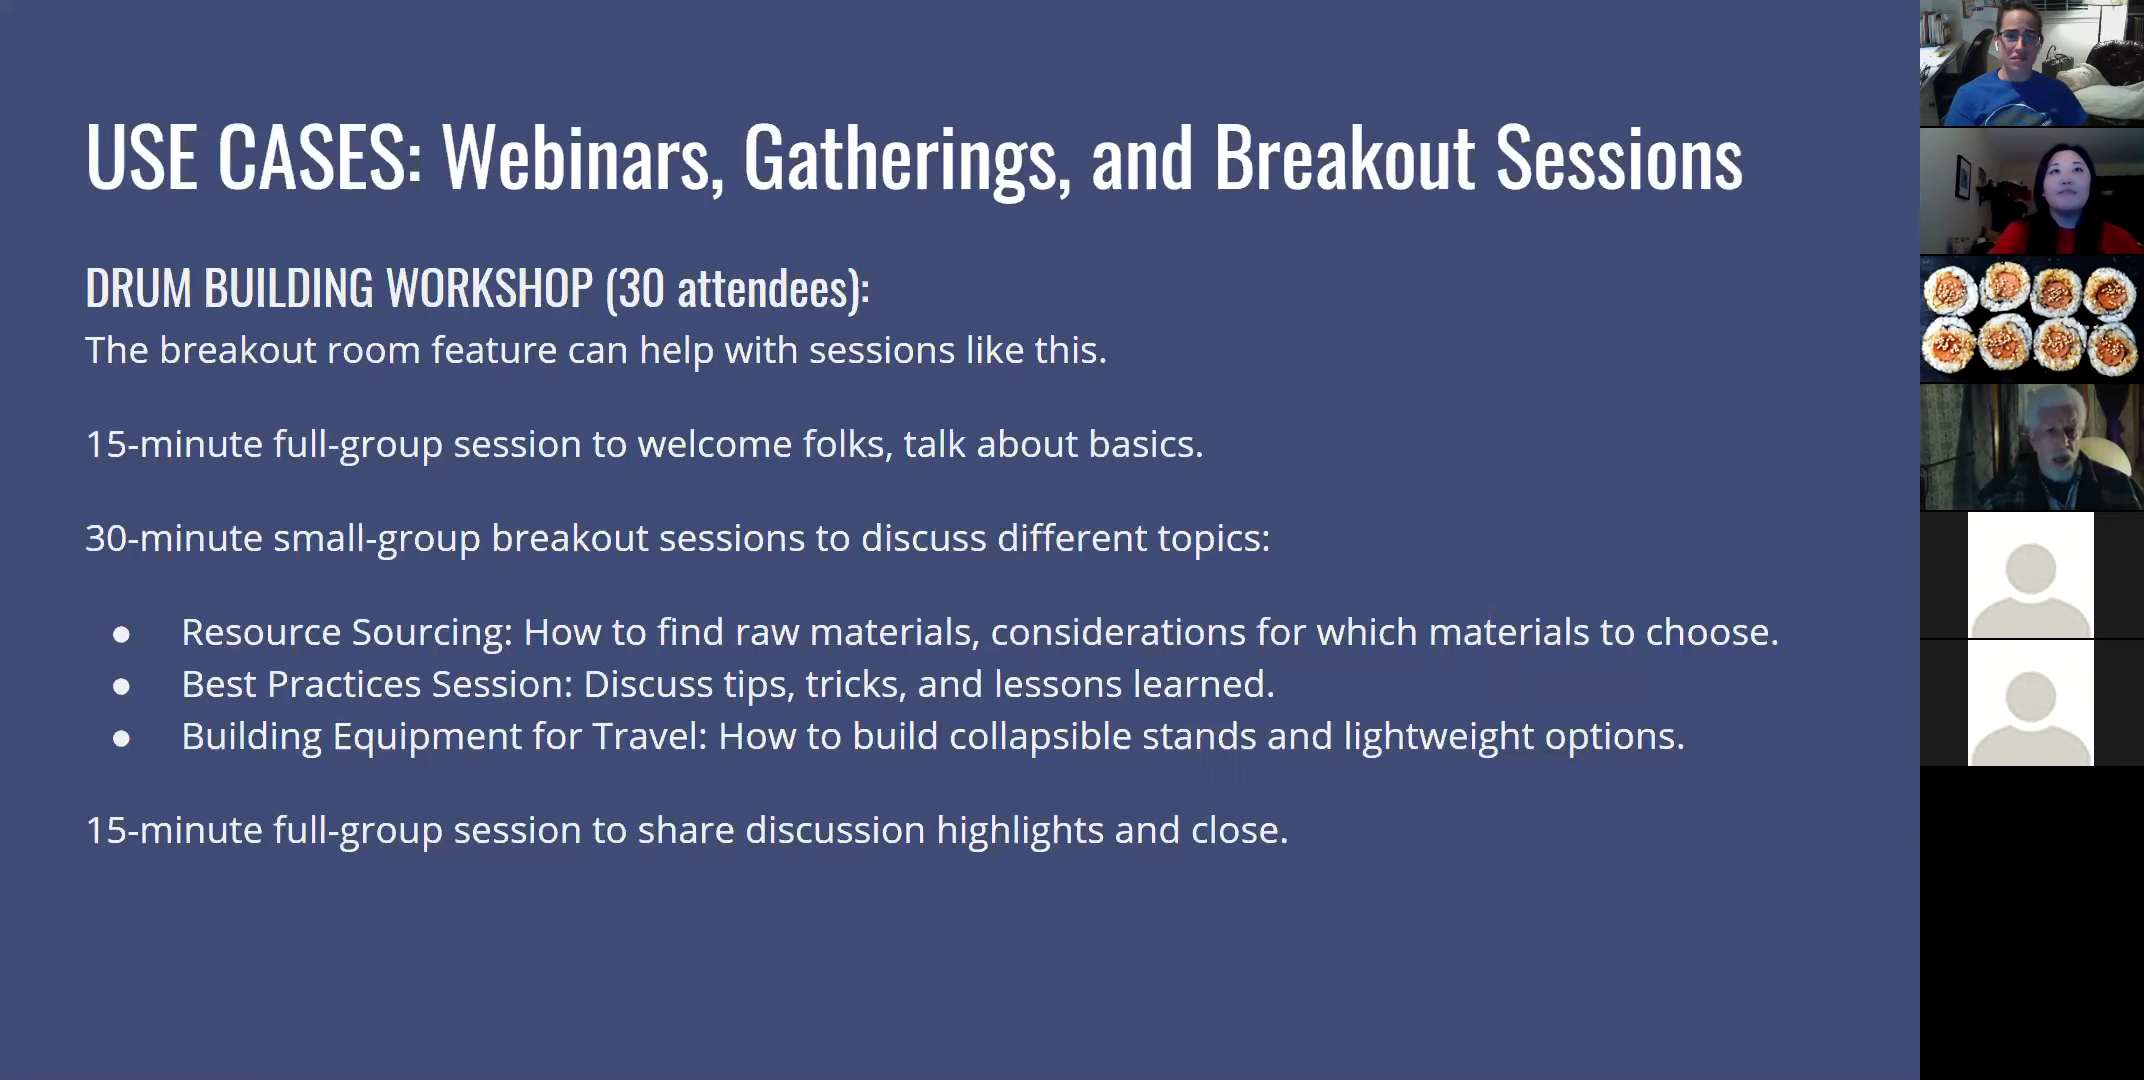 USE CASES: Webinars, Gatherings, and Breakout Sessions
DRUM BUILDING WORKSHOP (30 attendees):
The breakout room feature can help with sessions like this.
15-minute full-group session to welcome folks, talk about basics.
30-minute small-group breakout sessions to discuss different topics:
● Resource Sourcing: How to find raw materials, considerations for which materials to choose.
● Best Practices Session: Discuss tips, tricks, and lessons learned.
● Building Equipment for Travel: How to build collapsible stands and lightweight options.
15-minute full-group session to share discussion highlights and close.